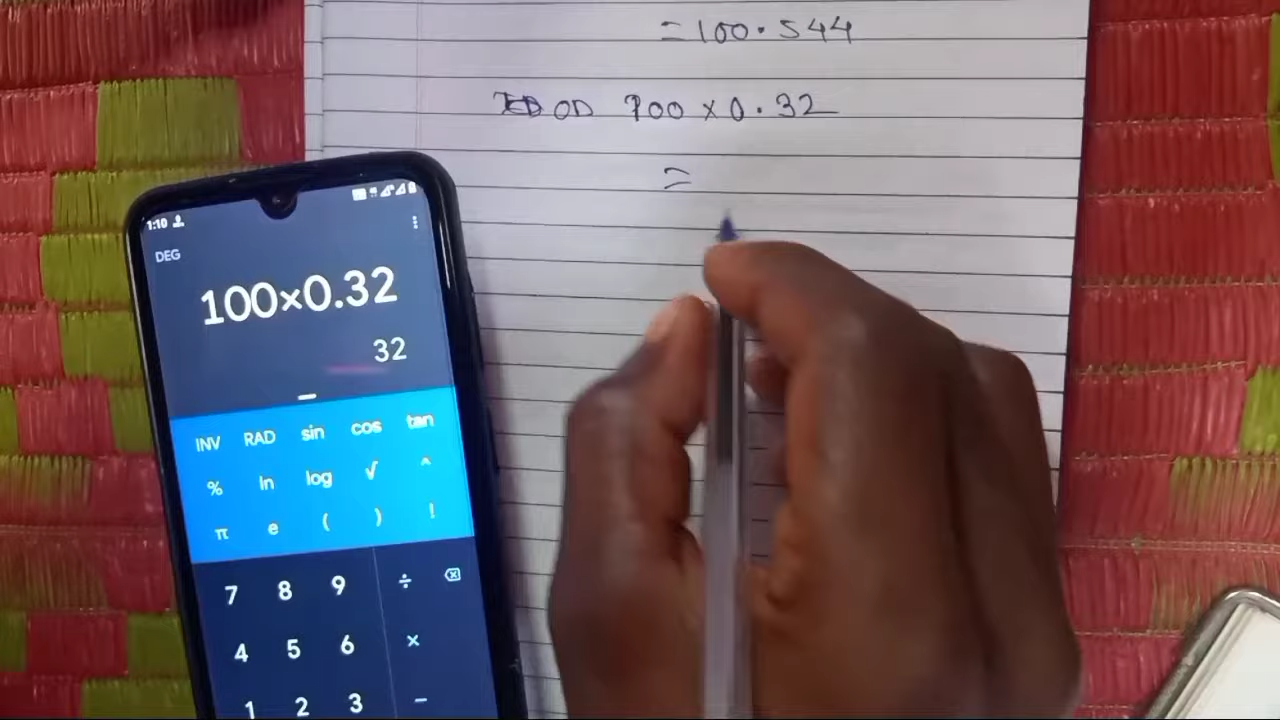 =100.544
OD 100 × 0.32
=
1:10
DEG
100×0.32
32
INV RAD sin cos tan
% ln log √ ^
π e ( ) !
7 8 9 ÷
4 5 6 ×
1 2 3 −